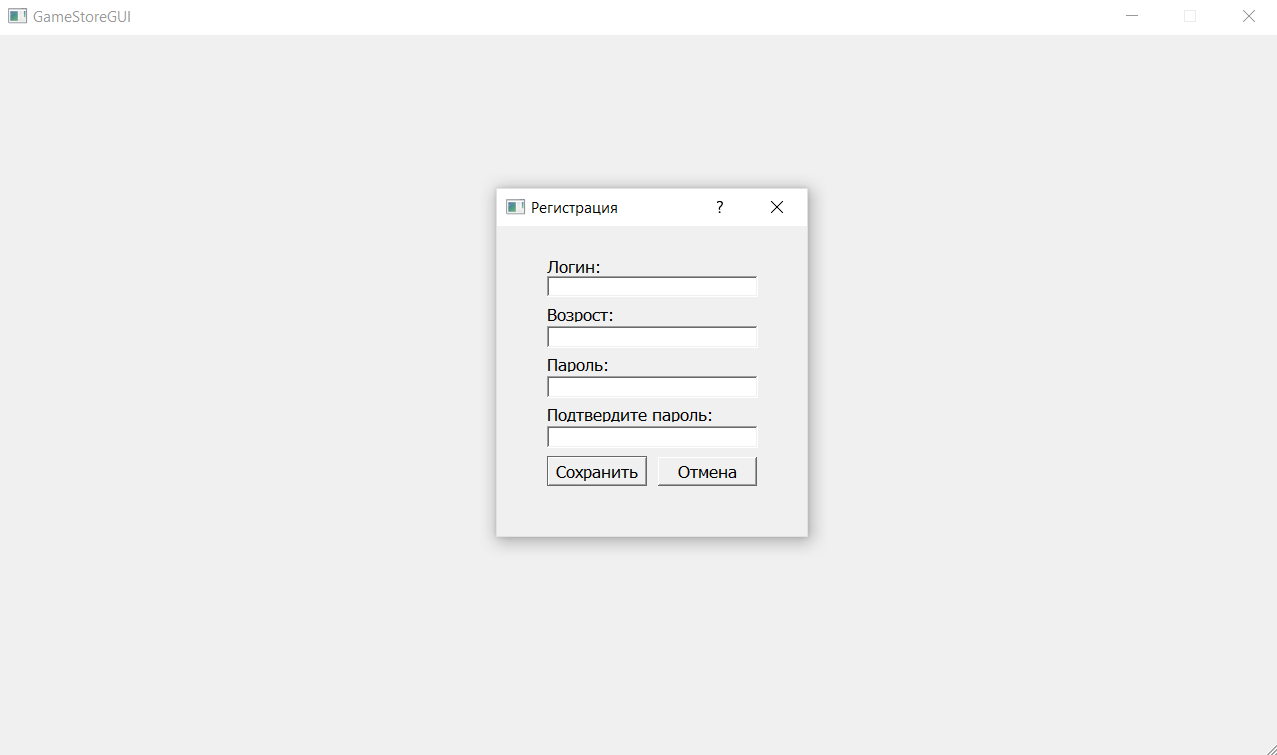 GameStoreGUI
Регистрация ?
Логин:
Возрост:
Пароль:
Подтвердите пароль:
Сохранить Отмена